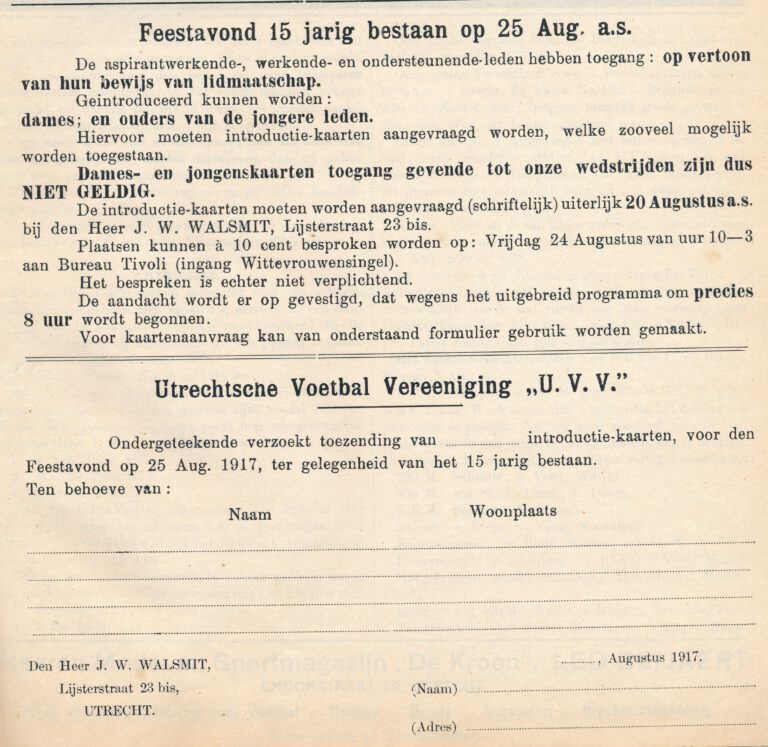 Feestavond 15 jarig bestaan op 25 Aug. a.s.
De aspirantwerkende-, werkende- en ondersteunende-leden hebben toegang: op vertoon
van hun bewijs van lidmaatschap.
Geintroduceerd kunnen worden:
dames; en ouders van de jongere leden.
Hiervoor moeten introductie-kaarten aangevraagd worden, welke zooveel mogelijk
worden toegestaan.
Dames- en jongenskaarten toegang gevende tot onze wedstrijden zijn dus
NIET GELDIG.
De introductie-kaarten moeten worden aangevraagd (schriftelijk) uiterlijk 20 Augustus a.s.
bij den Heer J. W. WALSMIT, Lijsterstraat 23 bis.
Plaatsen kunnen à 10 cent besproken worden op: Vrijdag 24 Augustus van uur 10—3
aan Bureau Tivoli (ingang Wittevrouwensingel).
Het bespreken is echter niet verplichtend.
De aandacht wordt er op gevestigd, dat wegens het uitgebreid programma om precies
8 uur wordt begonnen.
Voor kaartenaanvraag kan van onderstaand formulier gebruik worden gemaakt.
Utrechtsche Voetbal Vereeniging „U. V. V."
Ondergeteekende verzoekt toezending van ........ introductie-kaarten, voor den
Feestavond op 25 Aug. 1917, ter gelegenheid van het 15 jarig bestaan.
Ten behoeve van:
Naam Woonplaats
Den Heer J. W. WALSMIT,
Lijsterstraat 23 bis,
UTRECHT.
........, Augustus 1917.
(Naam)
(Adres)